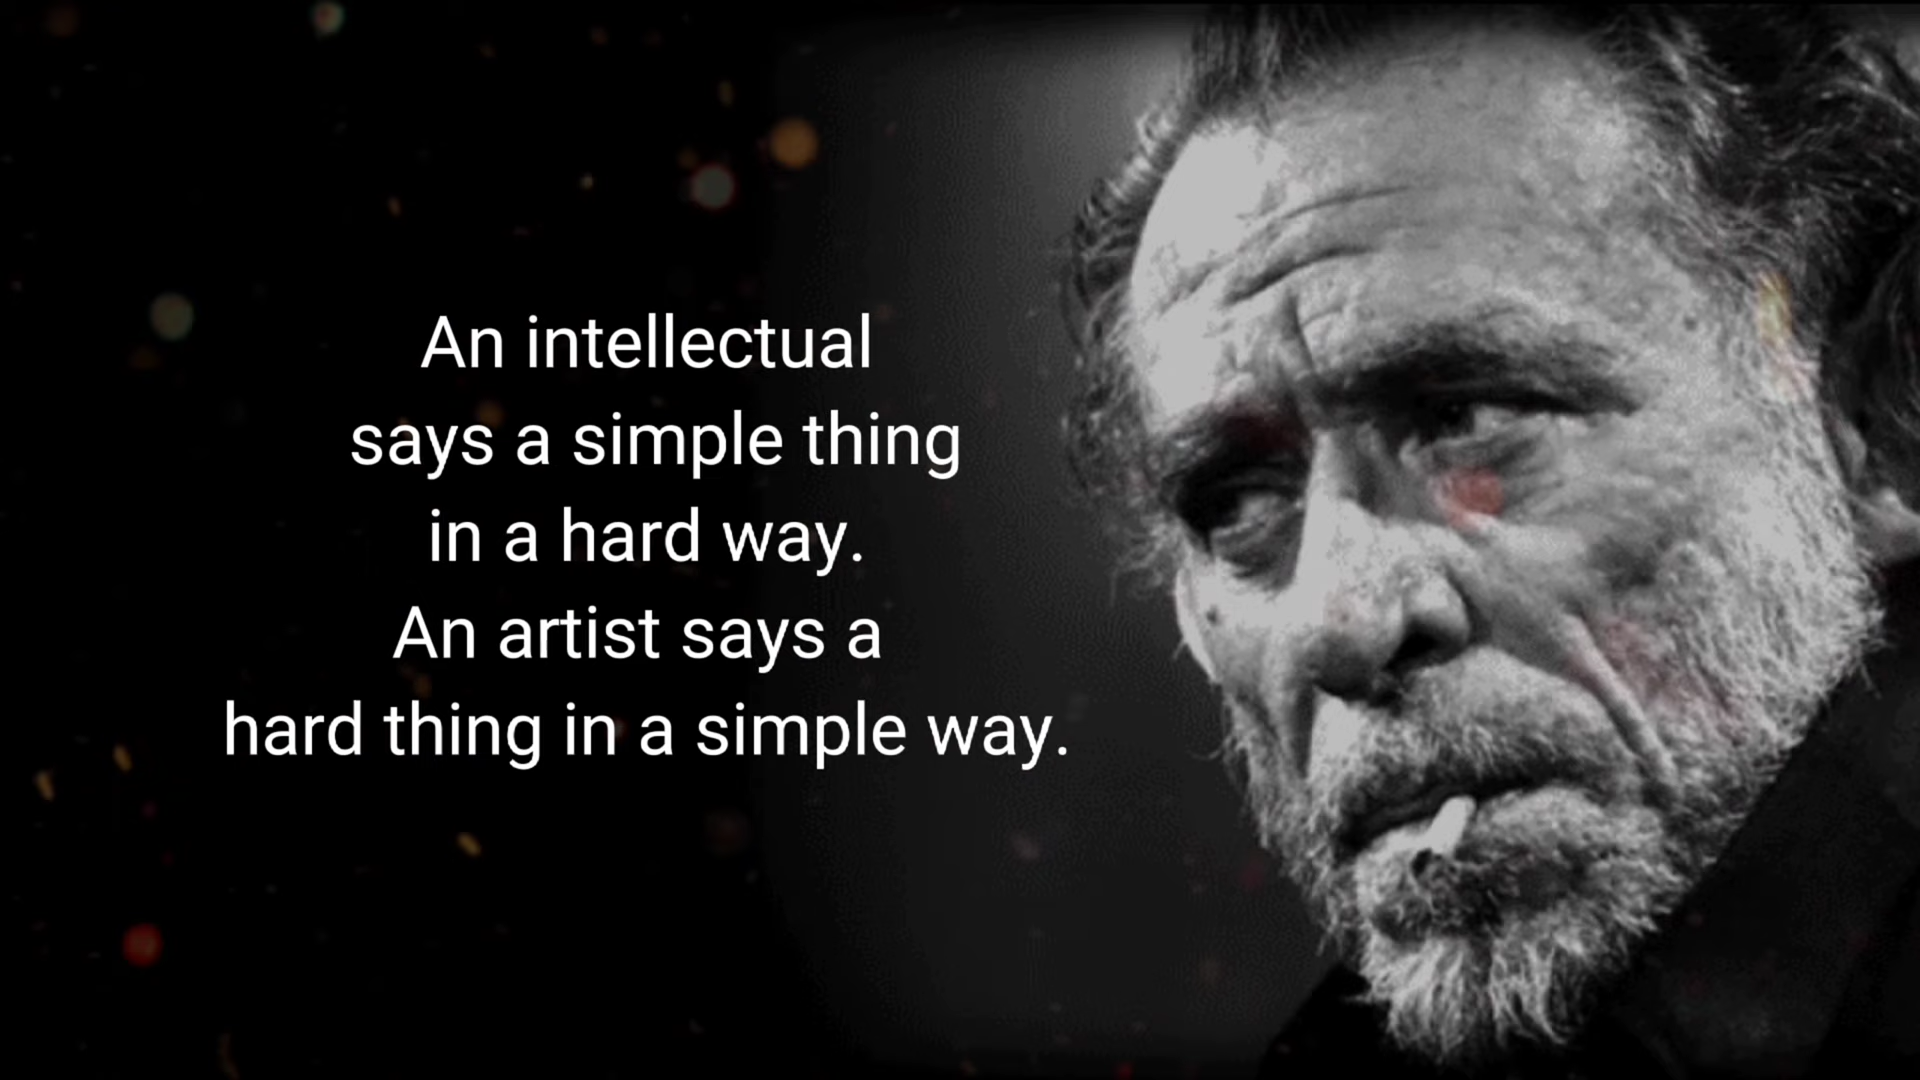 An intellectual
says a simple thing
in a hard way.
An artist says a
hard thing in a simple way.